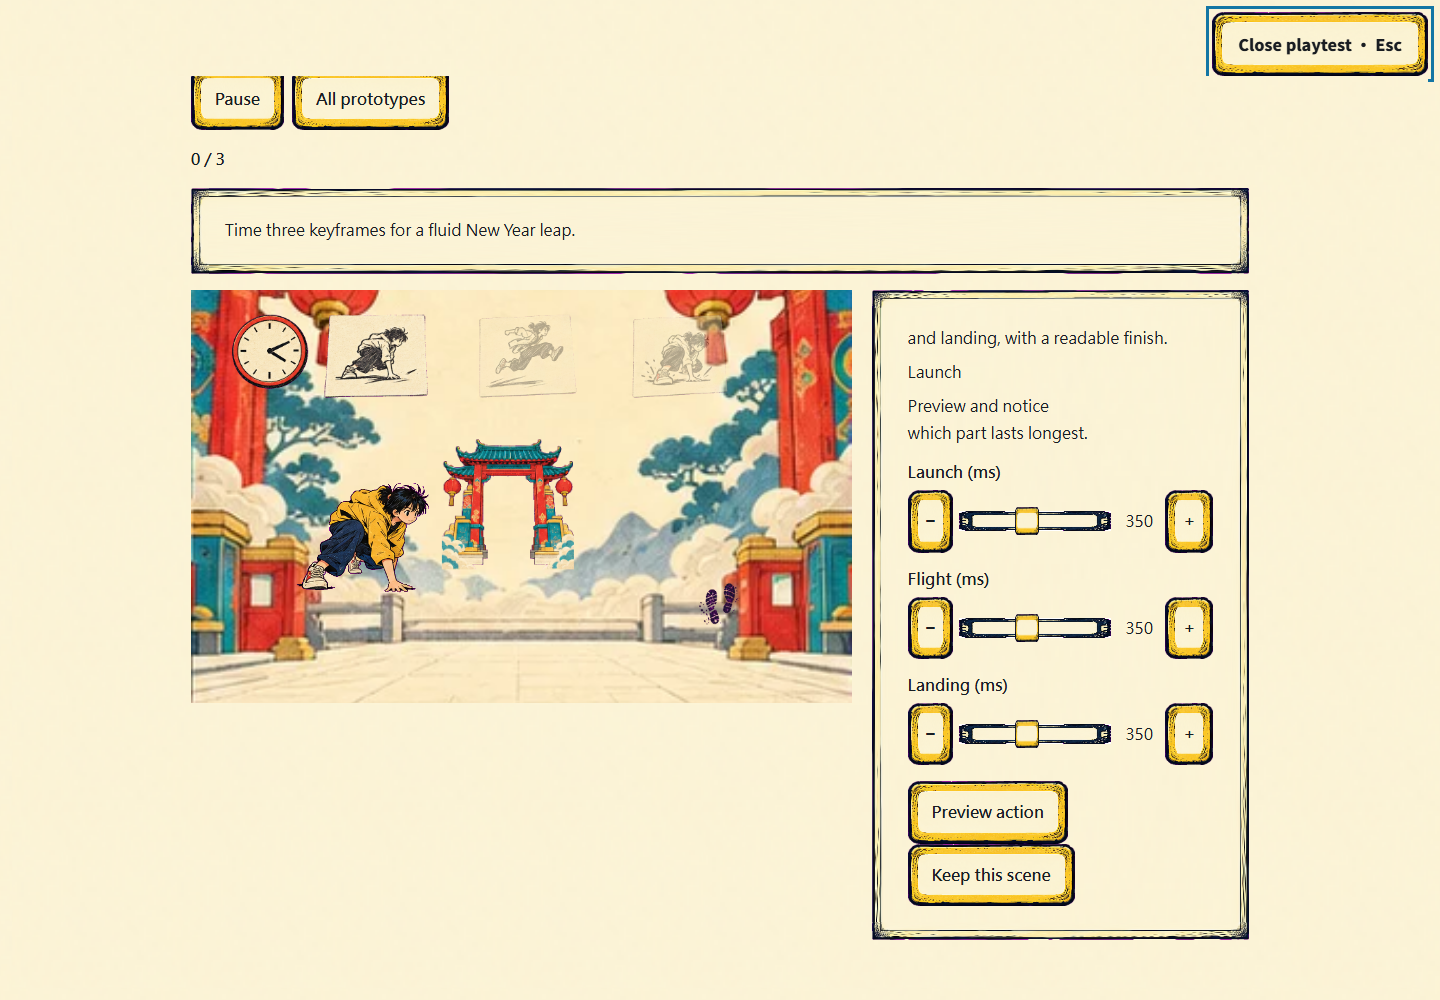 Close playtest • Esc
Pause
All prototypes
0 / 3
Time three keyframes for a fluid New Year leap.
and landing, with a readable finish.
Launch
Preview and notice
which part lasts longest.
Launch (ms)
− 350 +
Flight (ms)
− 350 +
Landing (ms)
− 350 +
Preview action
Keep this scene